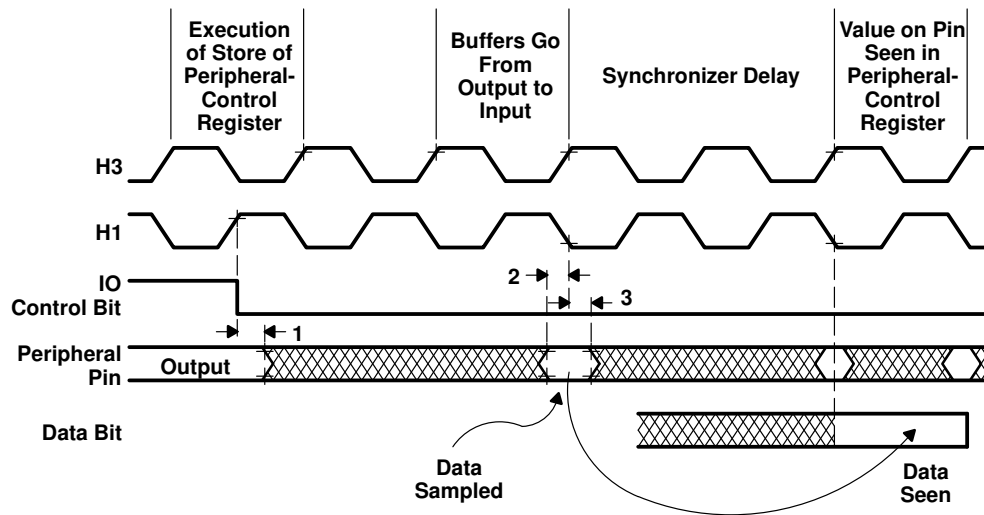 Execution
of Store of
Peripheral-
Control
Register
Buffers Go
From
Output to
Input
Synchronizer Delay
Value on Pin
Seen in
Peripheral-
Control
Register
H3
H1
IO
Control Bit
2
3
1
Peripheral
Pin
Output
Data Bit
Data
Sampled
Data
Seen